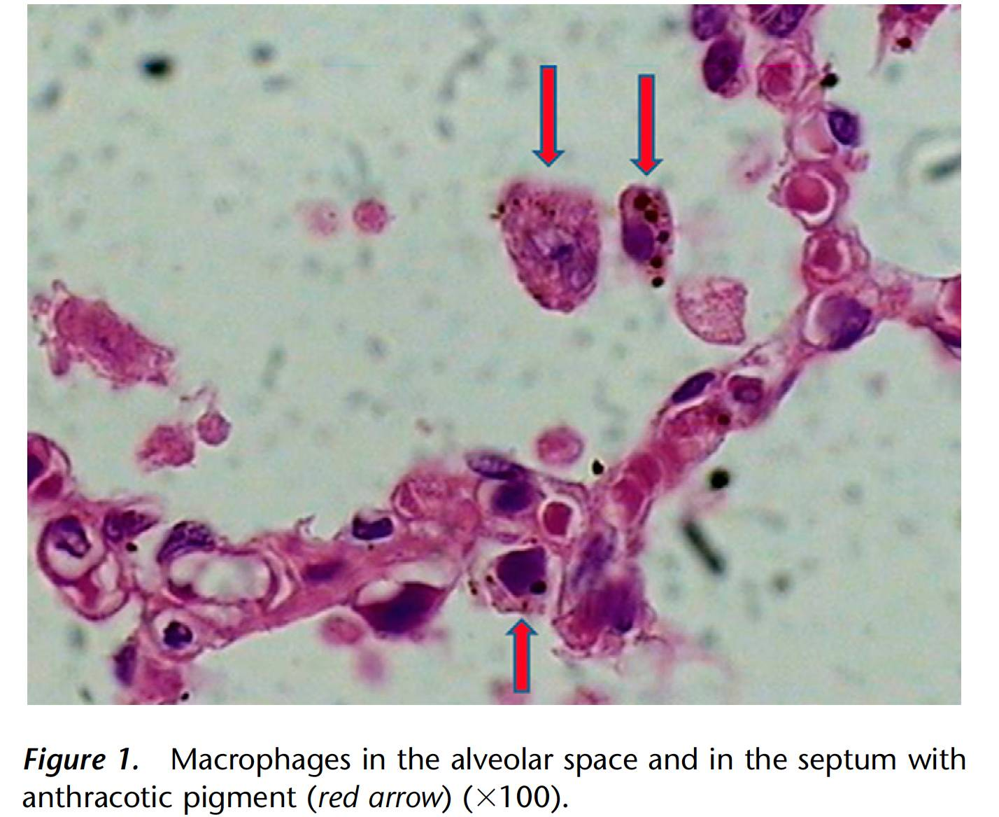 Figure 1. Macrophages in the alveolar space and in the septum with
anthracotic pigment (red arrow) (×100).